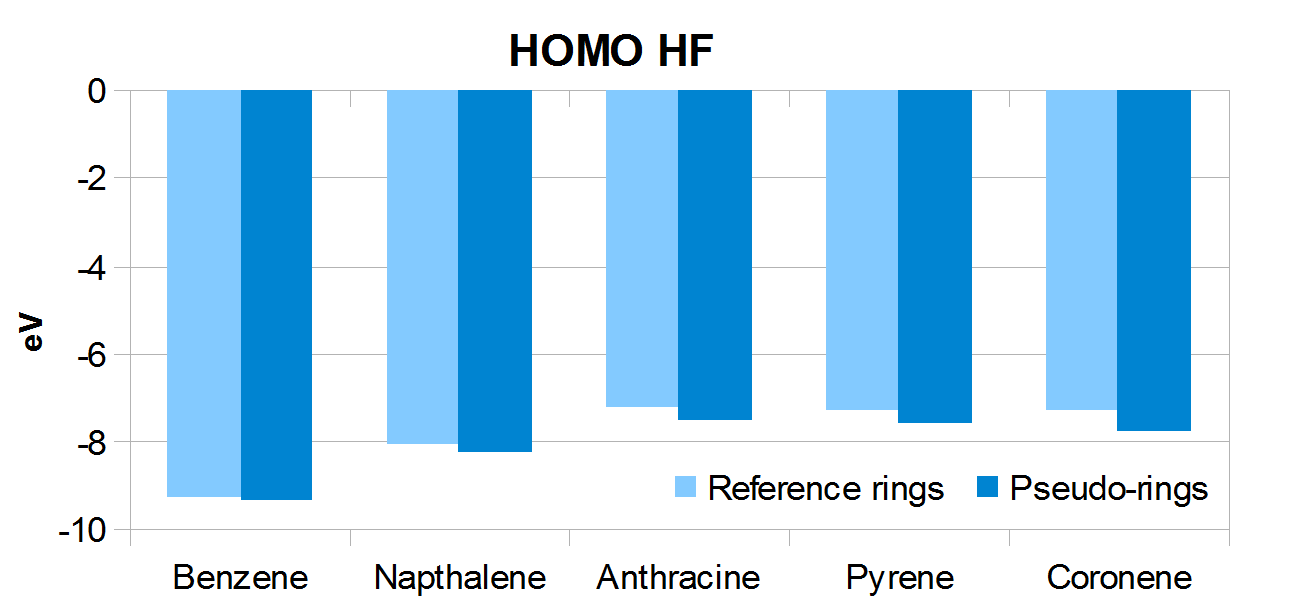 HOMO HF
0
-2
-4
-6
-8
-10
eV
Reference rings
Pseudo-rings
Benzene
Napthalene
Anthracine
Pyrene
Coronene